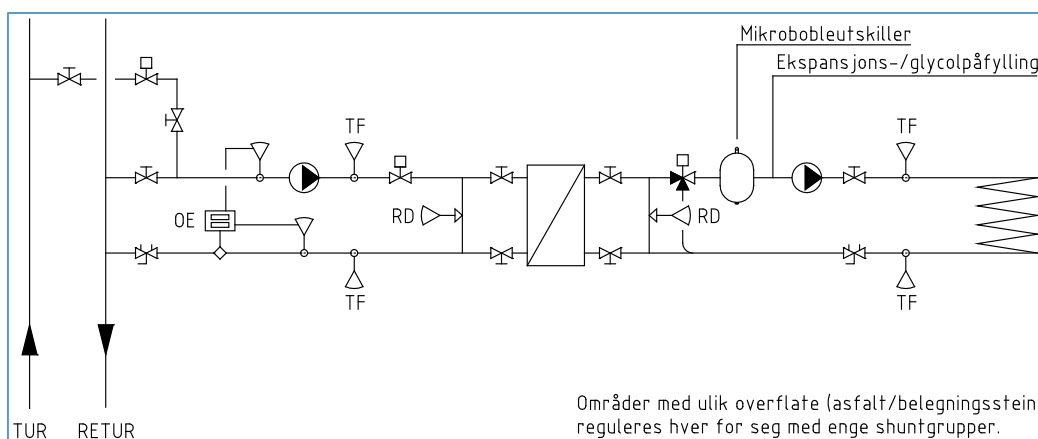 Mikrobobleutskiller
Ekspansjons-/glycolpåfylling
TF
TF
RD
RD
OE
TF
TF
Områder med ulik overflate (asfalt/belegningsstein
reguleres hver for seg med enge shuntgrupper.
TUR RETUR